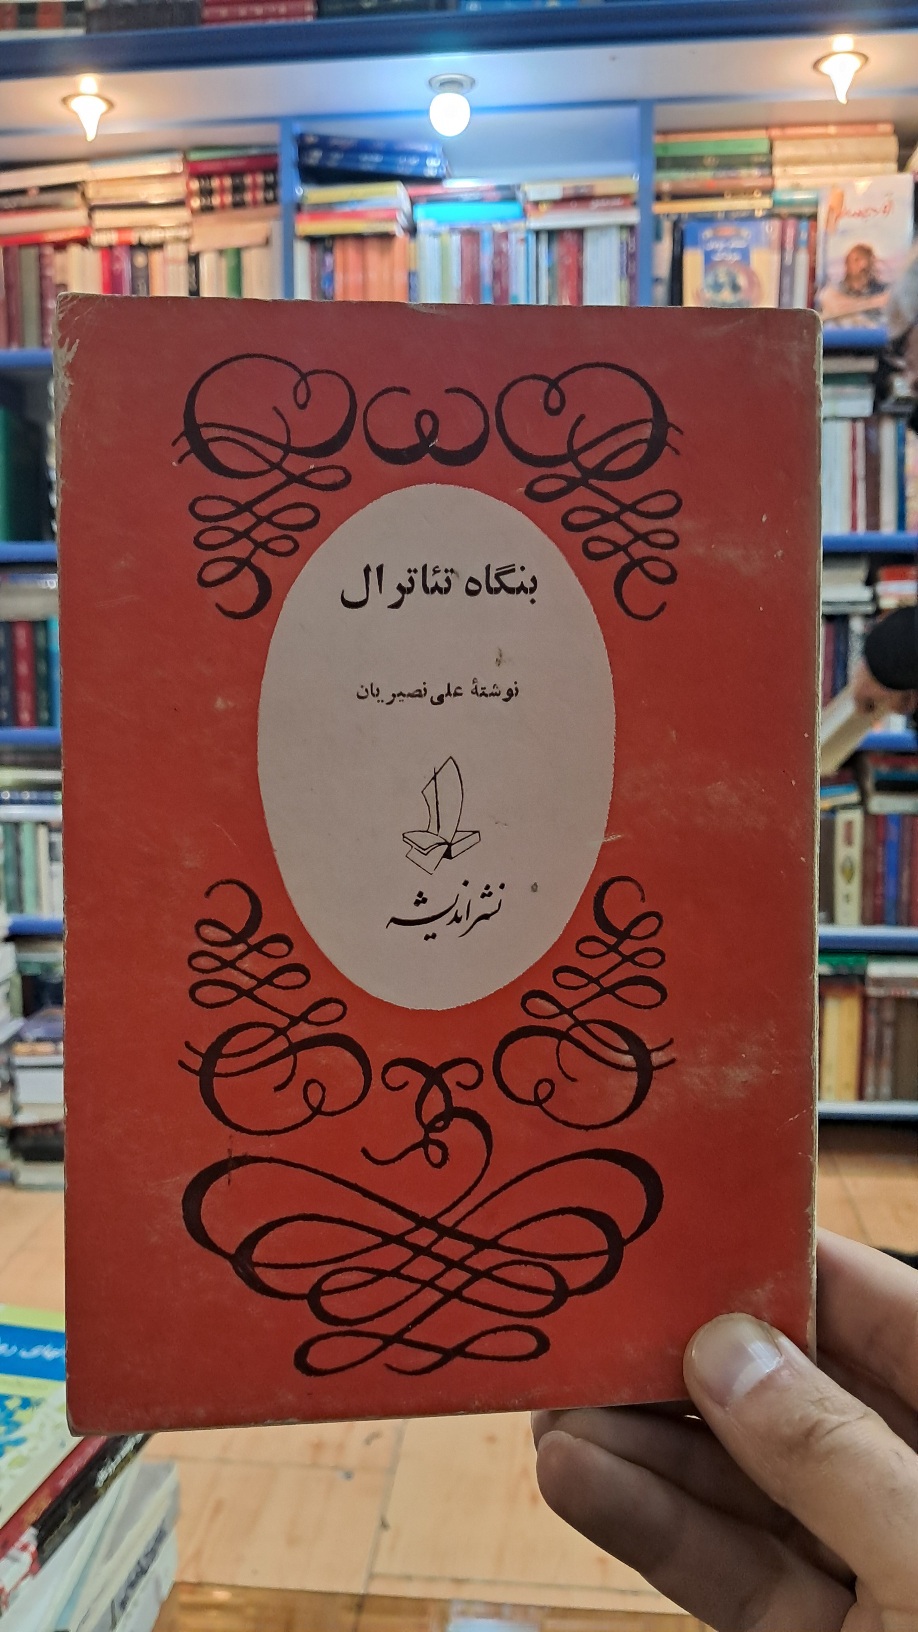 بنگاه تئاترال
نوشتهٔ علی نصیریان
نشر اندیشه